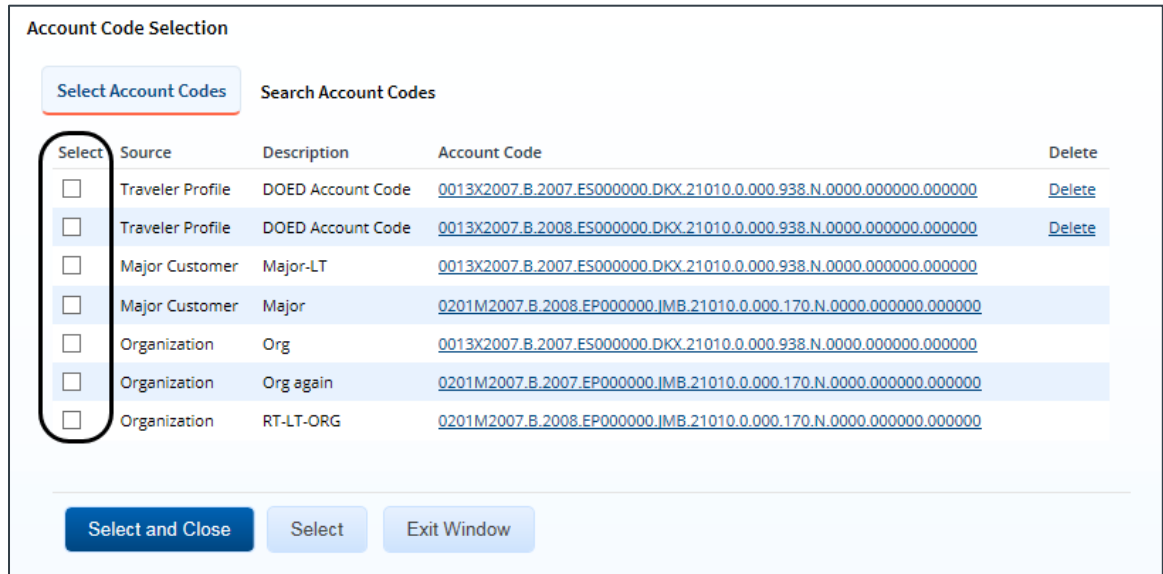 Account Code Selection
Select Account Codes Search Account Codes
Select Source Description Account Code Delete
Traveler Profile DOED Account Code 0013X2007.B.2007.ES000000.DKX.21010.0.000.938.N.0000.000000.000000 Delete
Traveler Profile DOED Account Code 0013X2007.B.2008.ES000000.DKX.21010.0.000.938.N.0000.000000.000000 Delete
Major Customer Major-LT 0013X2007.B.2007.ES000000.DKX.21010.0.000.938.N.0000.000000.000000
Major Customer Major 0201M2007.B.2008.EP000000.JMB.21010.0.000.170.N.0000.000000.000000
Organization Org 0013X2007.B.2007.ES000000.DKX.21010.0.000.938.N.0000.000000.000000
Organization Org again 0201M2007.B.2007.EP000000.JMB.21010.0.000.170.N.0000.000000.000000
Organization RT-LT-ORG 0201M2007.B.2008.EP000000.JMB.21010.0.000.170.N.0000.000000.000000
Select and Close Select Exit Window